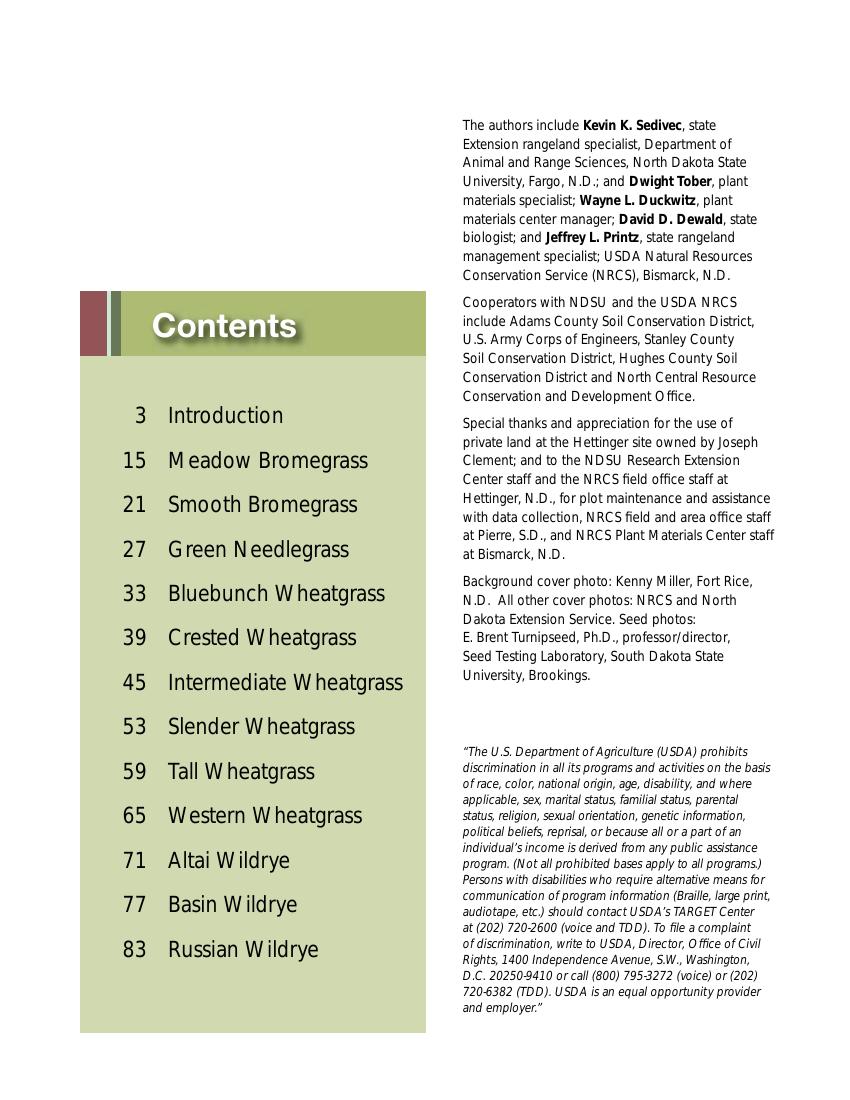 Contents
3 Introduction
15 Meadow Bromegrass
21 Smooth Bromegrass
27 Green Needlegrass
33 Bluebunch Wheatgrass
39 Crested Wheatgrass
45 Intermediate Wheatgrass
53 Slender Wheatgrass
59 Tall Wheatgrass
65 Western Wheatgrass
71 Altai Wildrye
77 Basin Wildrye
83 Russian Wildrye
The authors include Kevin K. Sedivec, state
Extension rangeland specialist, Department of
Animal and Range Sciences, North Dakota State
University, Fargo, N.D.; and Dwight Tober, plant
materials specialist; Wayne L. Duckwitz, plant
materials center manager; David D. Dewald, state
biologist; and Jeffrey L. Printz, state rangeland
management specialist; USDA Natural Resources
Conservation Service (NRCS), Bismarck, N.D.
Cooperators with NDSU and the USDA NRCS
include Adams County Soil Conservation District,
U.S. Army Corps of Engineers, Stanley County
Soil Conservation District, Hughes County Soil
Conservation District and North Central Resource
Conservation and Development Office.
Special thanks and appreciation for the use of
private land at the Hettinger site owned by Joseph
Clement; and to the NDSU Research Extension
Center staff and the NRCS field office staff at
Hettinger, N.D., for plot maintenance and assistance
with data collection, NRCS field and area office staff
at Pierre, S.D., and NRCS Plant Materials Center staff
at Bismarck, N.D.
Background cover photo: Kenny Miller, Fort Rice,
N.D.  All other cover photos: NRCS and North
Dakota Extension Service. Seed photos:
E. Brent Turnipseed, Ph.D., professor/director,
Seed Testing Laboratory, South Dakota State
University, Brookings.
“The U.S. Department of Agriculture (USDA) prohibits
discrimination in all its programs and activities on the basis
of race, color, national origin, age, disability, and where
applicable, sex, marital status, familial status, parental
status, religion, sexual orientation, genetic information,
political beliefs, reprisal, or because all or a part of an
individual’s income is derived from any public assistance
program. (Not all prohibited bases apply to all programs.)
Persons with disabilities who require alternative means for
communication of program information (Braille, large print,
audiotape, etc.) should contact USDA’s TARGET Center
at (202) 720-2600 (voice and TDD). To file a complaint
of discrimination, write to USDA, Director, Office of Civil
Rights, 1400 Independence Avenue, S.W., Washington,
D.C. 20250-9410 or call (800) 795-3272 (voice) or (202)
720-6382 (TDD). USDA is an equal opportunity provider
and employer.”